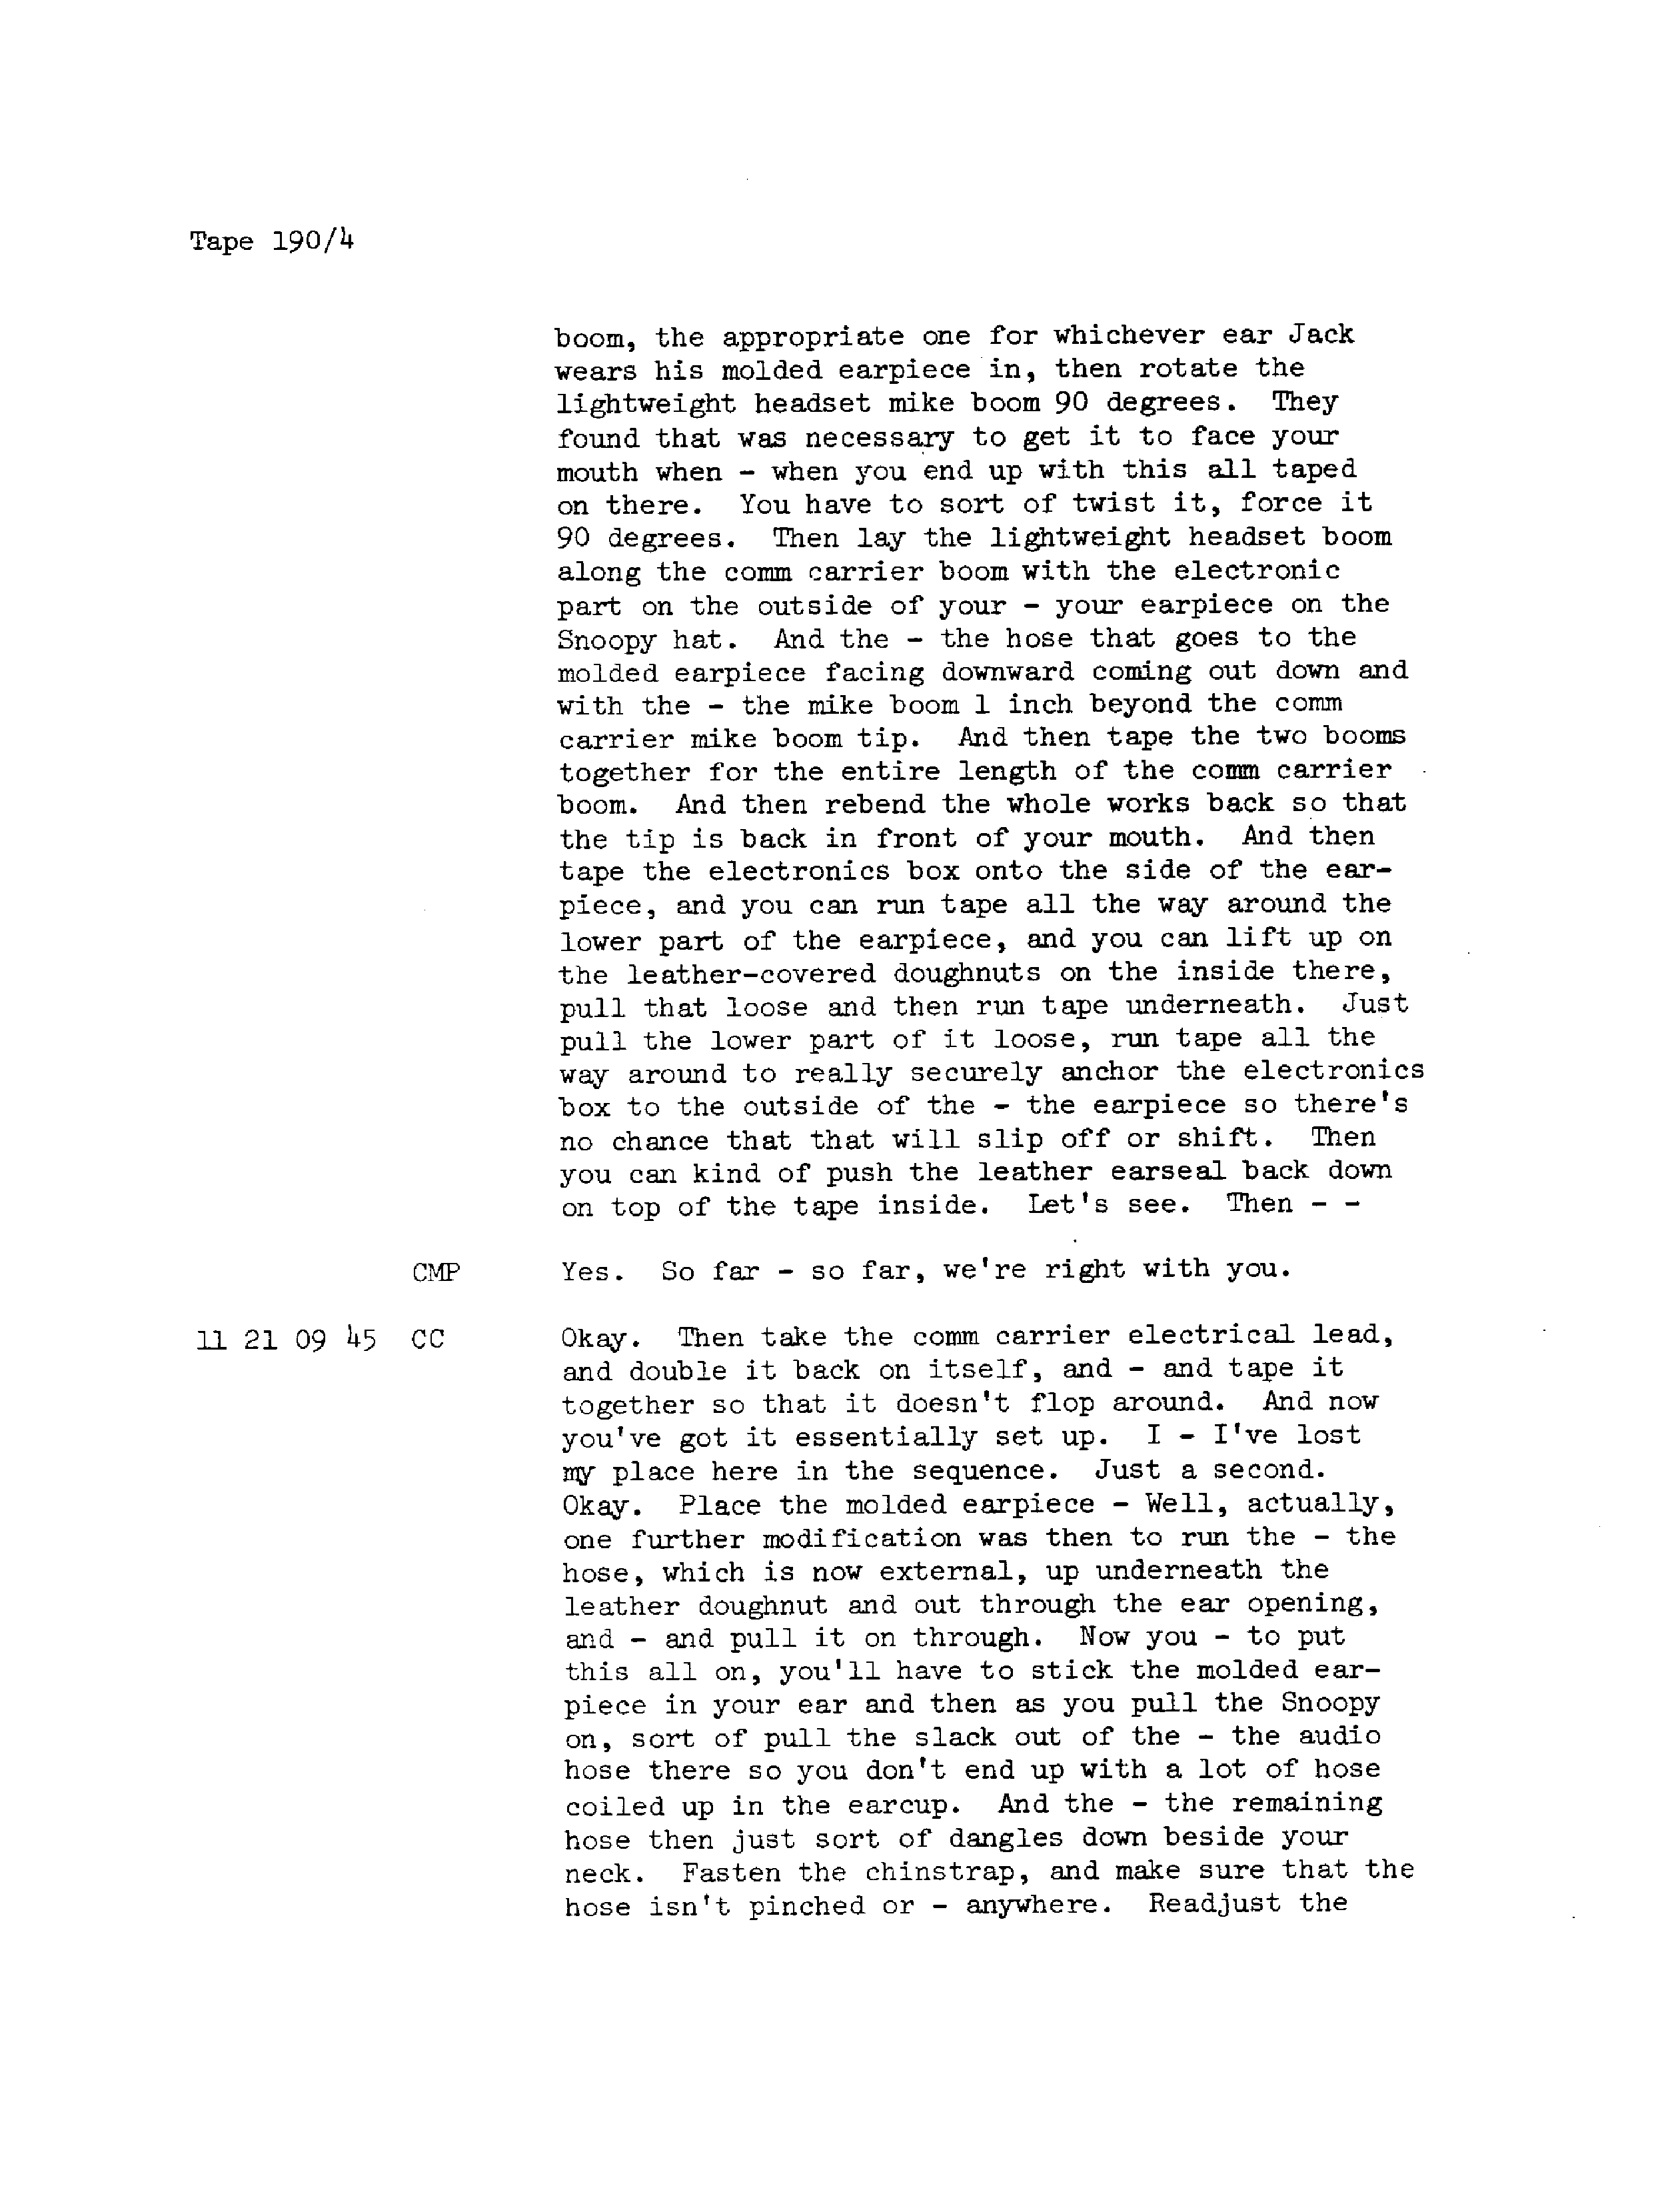 Tape 190/4
boom, the appropriate one for whichever ear Jack
wears his molded earpiece in, then rotate the
lightweight headset mike boom 90 degrees. They
found that was necessary to get it to face your
mouth when - when you end up with this all taped
on there. You have to sort of twist it, force it
90 degrees. Then lay the lightweight headset boom
along the comm carrier boom with the electronic
part on the outside of your - your earpiece on the
Snoopy hat. And the - the hose that goes to the
molded earpiece facing downward coming out down and
with the - the mike boom 1 inch beyond the comm
carrier mike boom tip. And then tape the two booms
together for the entire length of the comm carrier
boom. And then rebend the whole works back so that
the tip is back in front of your mouth. And then
tape the electronics box onto the side of the ear-
piece, and you can run tape all the way around the
lower part of the earpiece, and you can lift up on
the leather-covered doughnuts on the inside there,
pull that loose and then run tape underneath. Just
pull the lower part of it loose, run tape all the
way around to really securely anchor the electronics
box to the outside of the - the earpiece so there's
no chance that that will slip off or shift. Then
you can kind of push the leather earseal back down
on top of the tape inside. Let's see. Then - -
CMP Yes. So far - so far, we're right with you.
11 21 09 45 CC Okay. Then take the comm carrier electrical lead,
and double it back on itself, and - and tape it
together so that it doesn't flop around. And now
you've got it essentially set up. I - I've lost
my place here in the sequence. Just a second.
Okay. Place the molded earpiece - Well, actually,
one further modification was then to run the - the
hose, which is now external, up underneath the
leather doughnut and out through the ear opening,
and - and pull it on through. Now you - to put
this all on, you'll have to stick the molded ear-
piece in your ear and then as you pull the Snoopy
on, sort of pull the slack out of the - the audio
hose there so you don't end up with a lot of hose
coiled up in the earcup. And the - the remaining
hose then just sort of dangles down beside your
neck. Fasten the chinstrap, and make sure that the
hose isn't pinched or - anywhere. Readjust the